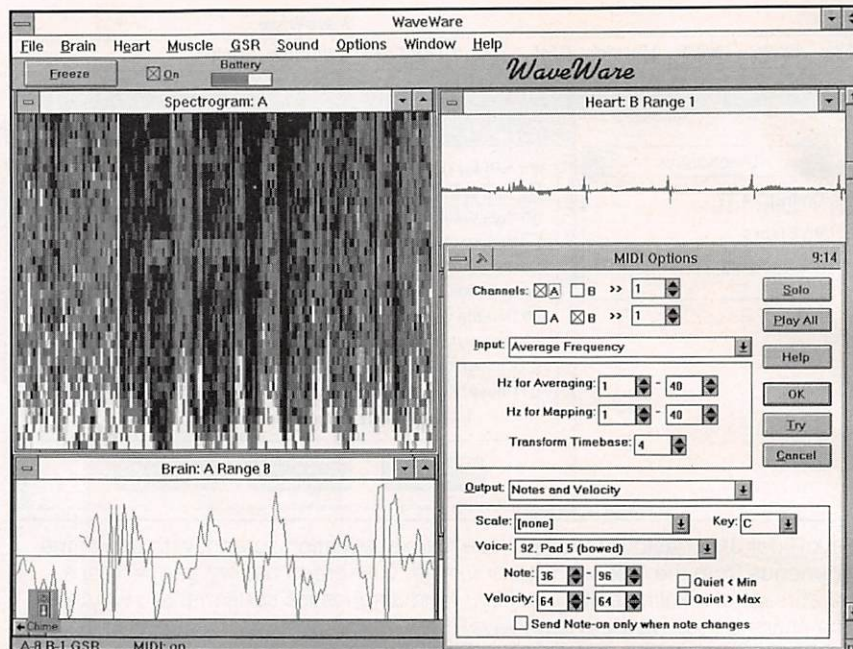 WaveWare
File Brain Heart Muscle GSR Sound Options Window Help
Freeze On Battery WaveWare
Spectrogram: A
Heart: B Range 1
MIDI Options 9:14
Channels: A B >> 1 Solo
A B >> 1 Play All
Input: Average Frequency
Help
Hz for Averaging: 1 - 40
OK
Hz for Mapping: 1 - 40
Try
Transform Timebase: 4
Cancel
Brain: A Range 8
Output: Notes and Velocity
Scale: [none] Key: C
Voice: 92. Pad 5 (bowed)
Note: 36 - 96 Quiet < Min
Velocity: 64 - 64 Quiet > Max
Send Note-on only when note changes
Chime
A-8 B-1 GSR MIDI: on